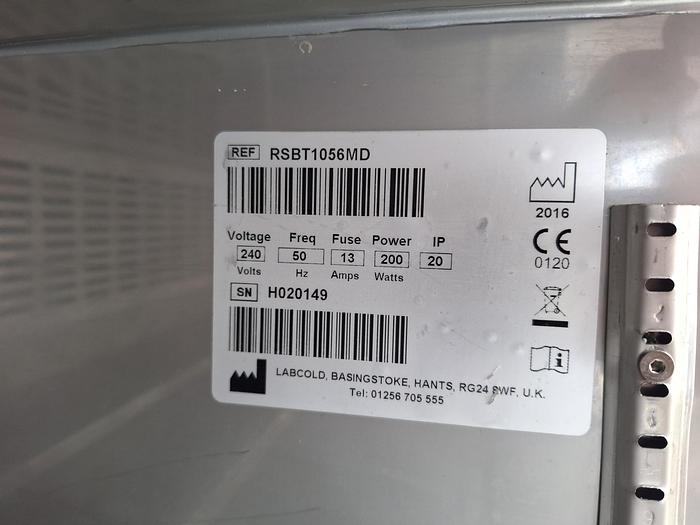 REF RSBT1056MD
2016
Voltage Freq Fuse Power IP
240 50 13 200 20
Volts Hz Amps Watts
CE
0120
SN H020149
LABCOLD, BASINGSTOKE, HANTS, RG24 8WF, U.K.
Tel: 01256 705 555